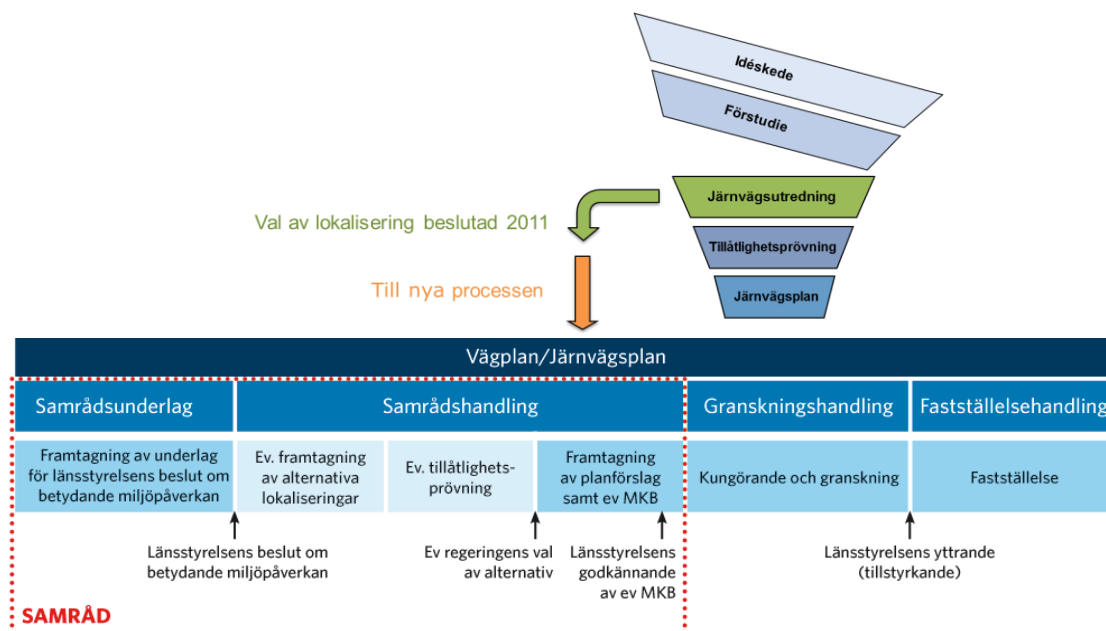 Idéskede
Förstudie
Järnvägsutredning
Val av lokalisering beslutad 2011
Tillåtlighetsprövning
Till nya processen
Järnvägsplan
Vägplan/Järnvägsplan
Samrådsunderlag
Samrådshandling
Granskningshandling
Fastställelsehandling
Framtagning av underlag
för länsstyrelsens beslut om
betydande miljöpåverkan
Ev. framtagning
av alternativa
lokaliseringar
Ev. tillåtlighets-
prövning
Framtagning
av planförslag
samt ev MKB
Kungörande och granskning
Fastställelse
Länsstyrelsens beslut om
betydande miljöpåverkan
Ev regeringens val
av alternativ
Länsstyrelsens
godkännande
av ev MKB
Länsstyrelsens yttrande
(tillstyrkande)
SAMRÅD